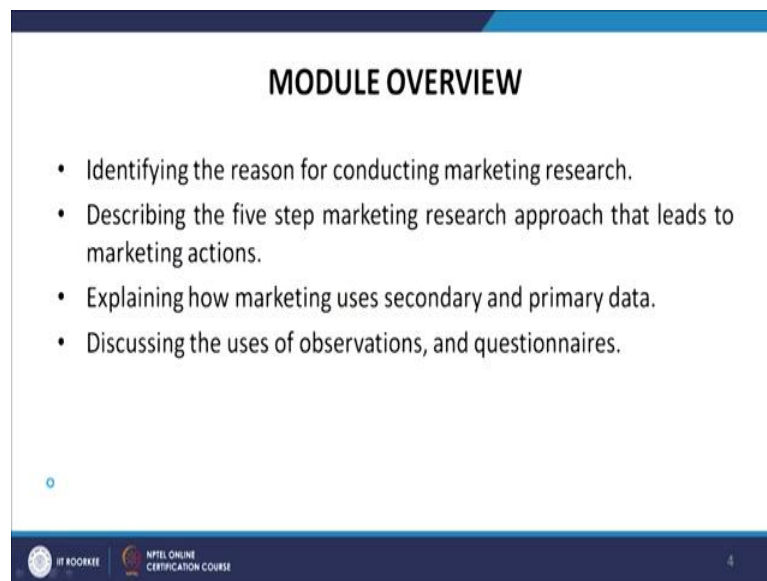 MODULE OVERVIEW
• Identifying the reason for conducting marketing research.
• Describing the five step marketing research approach that leads to
marketing actions.
• Explaining how marketing uses secondary and primary data.
• Discussing the uses of observations, and questionnaires.
IIT ROORKEE
NPTEL ONLINE
CERTIFICATION COURSE
4